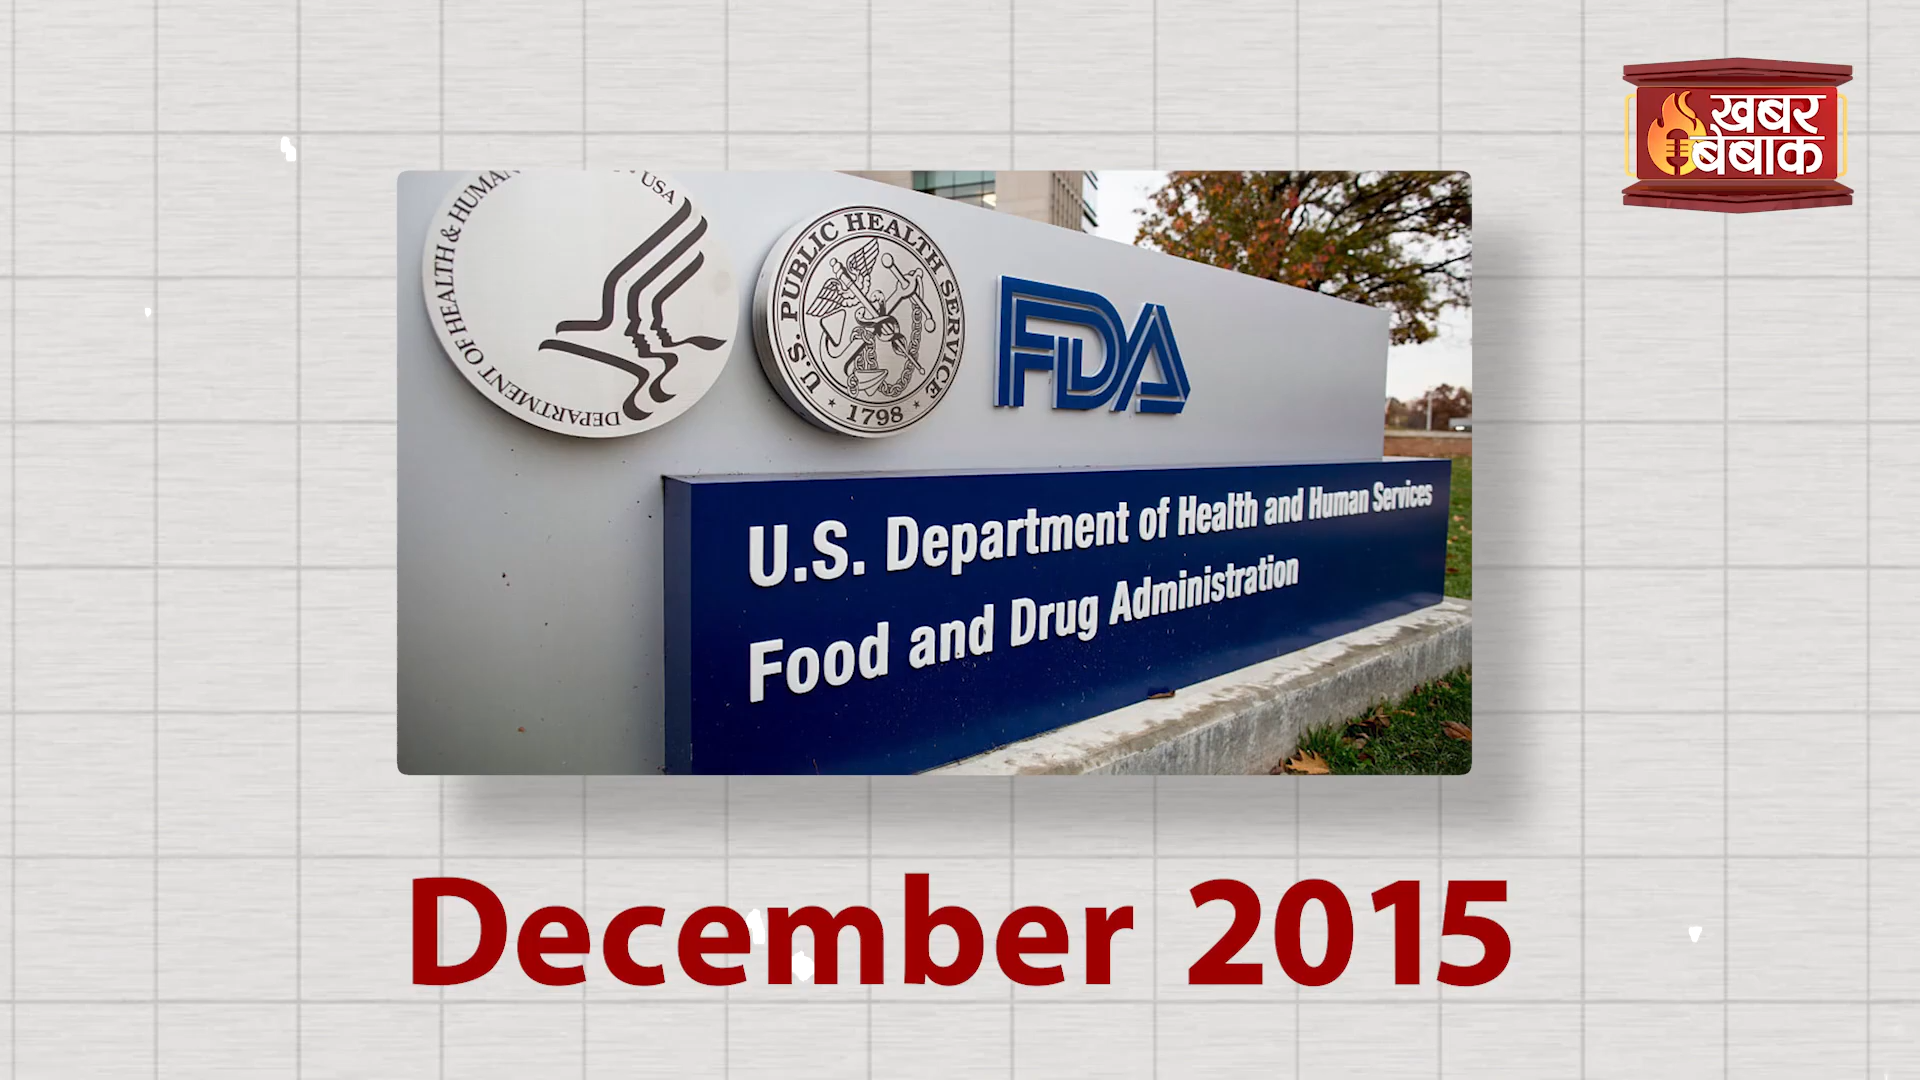 खबर
बेबाक
DEPARTMENT OF HEALTH & HUMAN
USA
U.S. PUBLIC HEALTH SERVICE
1798
FDA
U.S. Department of Health and Human Services
Food and Drug Administration
December 2015